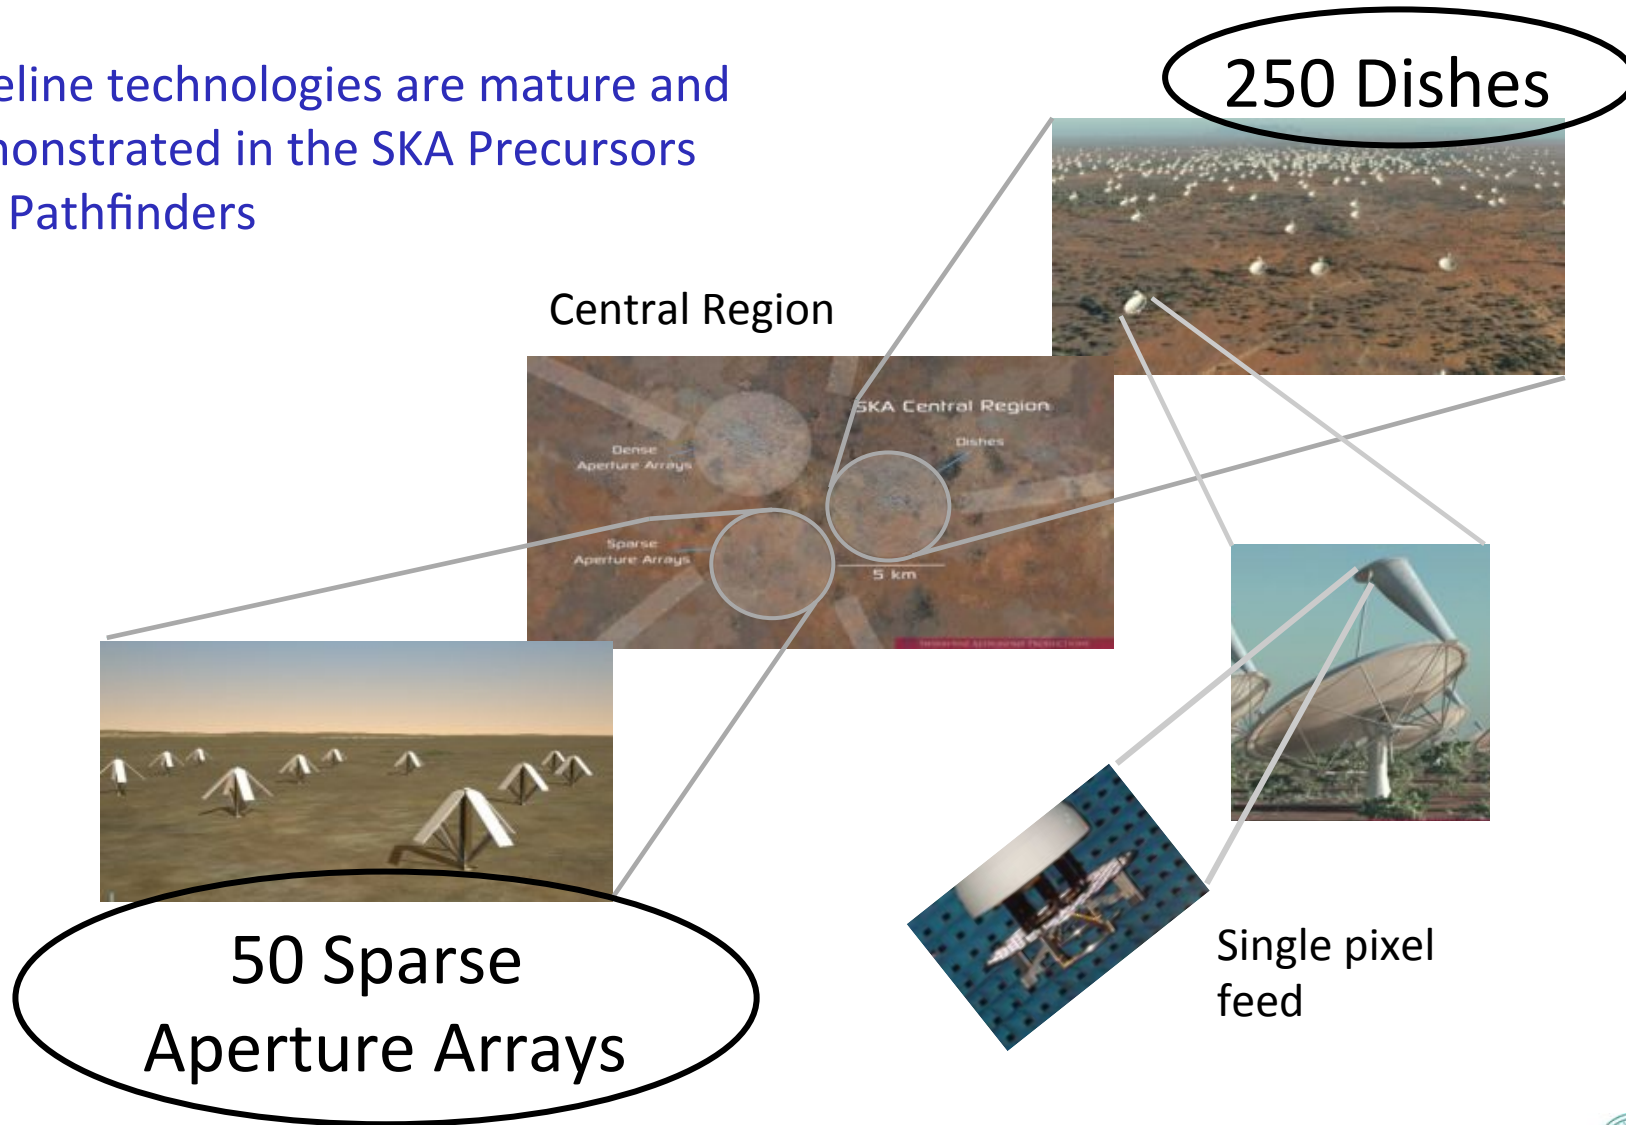 eline technologies are mature and
nonstrated in the SKA Precursors
Pathfinders
250 Dishes
Central Region
SKA Central Region
Dense
Aperture Arrays
Dishes
Sparse
Aperture Arrays
5 km
50 Sparse
Aperture Arrays
Single pixel
feed